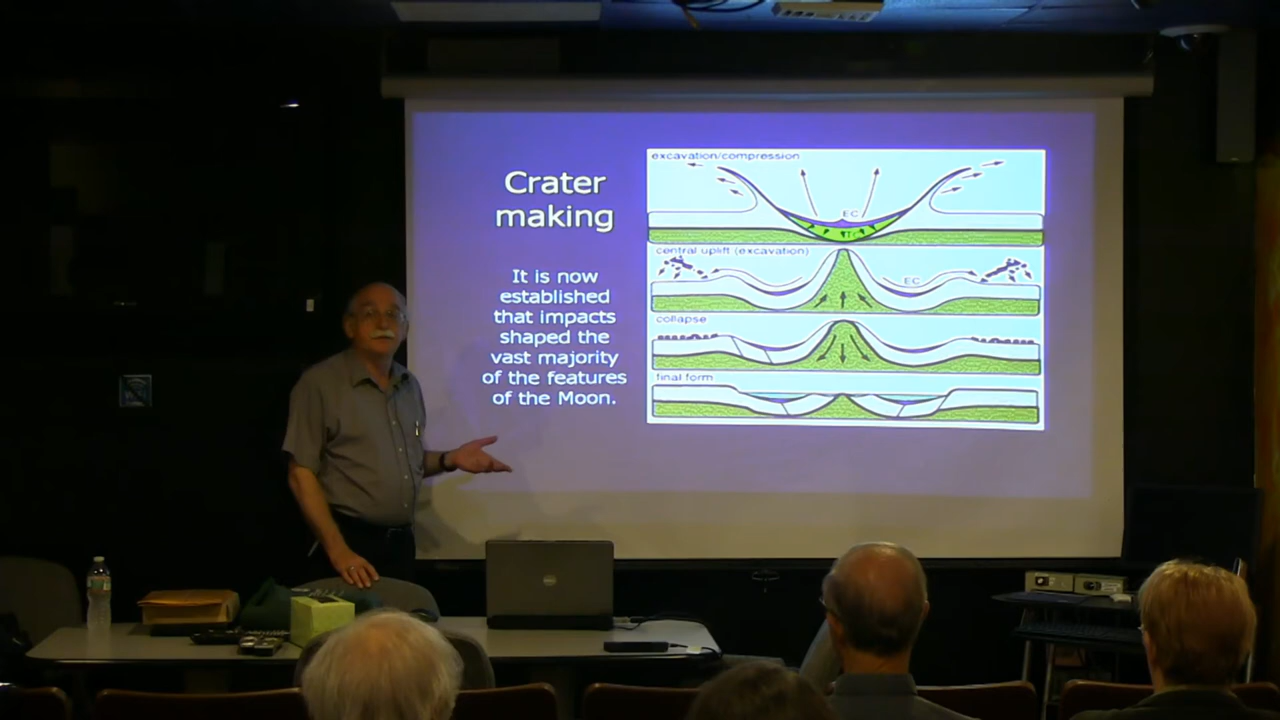 Crater
making
It is now
established
that impacts
shaped the
vast majority
of the features
of the Moon.
excavation/compression
EC
central uplift (excavation)
EC
collapse
final form